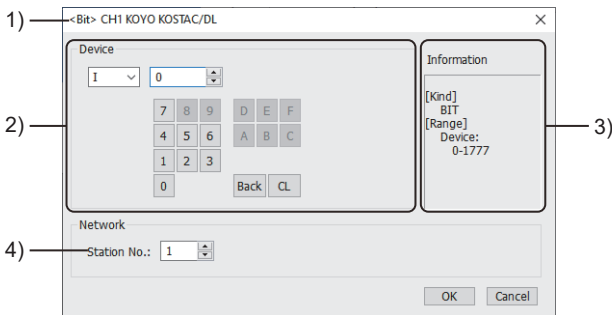 1) <Bit> CH1 KOYO KOSTAC/DL
2)
Device
I 0
7 8 9 D E F
4 5 6 A B C
1 2 3
0 Back CL
3)
Information
[Kind]
BIT
[Range]
Device:
0-1777
Network
4) Station No.: 1
OK Cancel